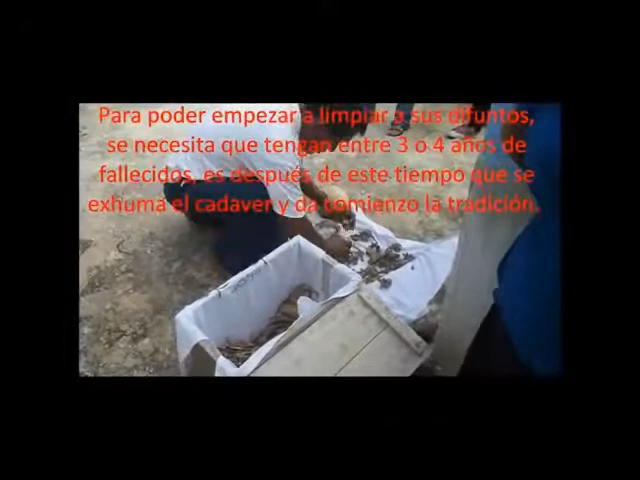 Para poder empezar a limpiar a sus difuntos,
se necesita que tengan entre 3 o 4 años de
fallecidos, es después de este tiempo que se
exhuma el cadaver y da comienzo la tradición.